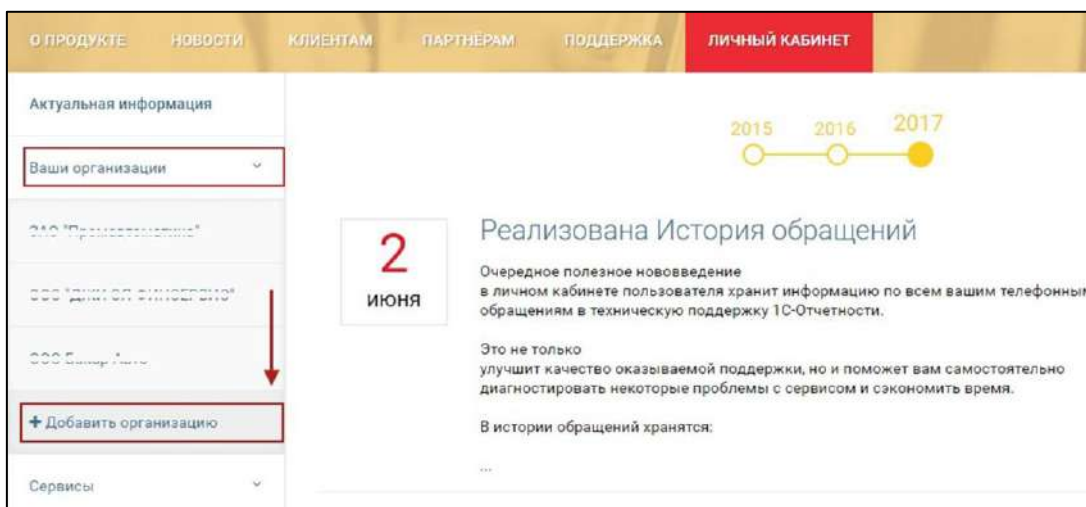 О ПРОДУКТЕ НОВОСТИ КЛИЕНТАМ ПАРТНЁРАМ ПОДДЕРЖКА ЛИЧНЫЙ КАБИНЕТ
Актуальная информация
Ваши организации
+ Добавить организацию
Сервисы
2015 2016 2017
2
ИЮНЯ
Реализована История обращений
Очередное полезное нововведение
в личном кабинете пользователя хранит информацию по всем вашим телефонным
обращениям в техническую поддержку 1С-Отчетности.
Это не только
улучшит качество оказываемой поддержки, но и поможет вам самостоятельно
диагностировать некоторые проблемы с сервисом и сэкономить время.
В истории обращений хранятся:
...